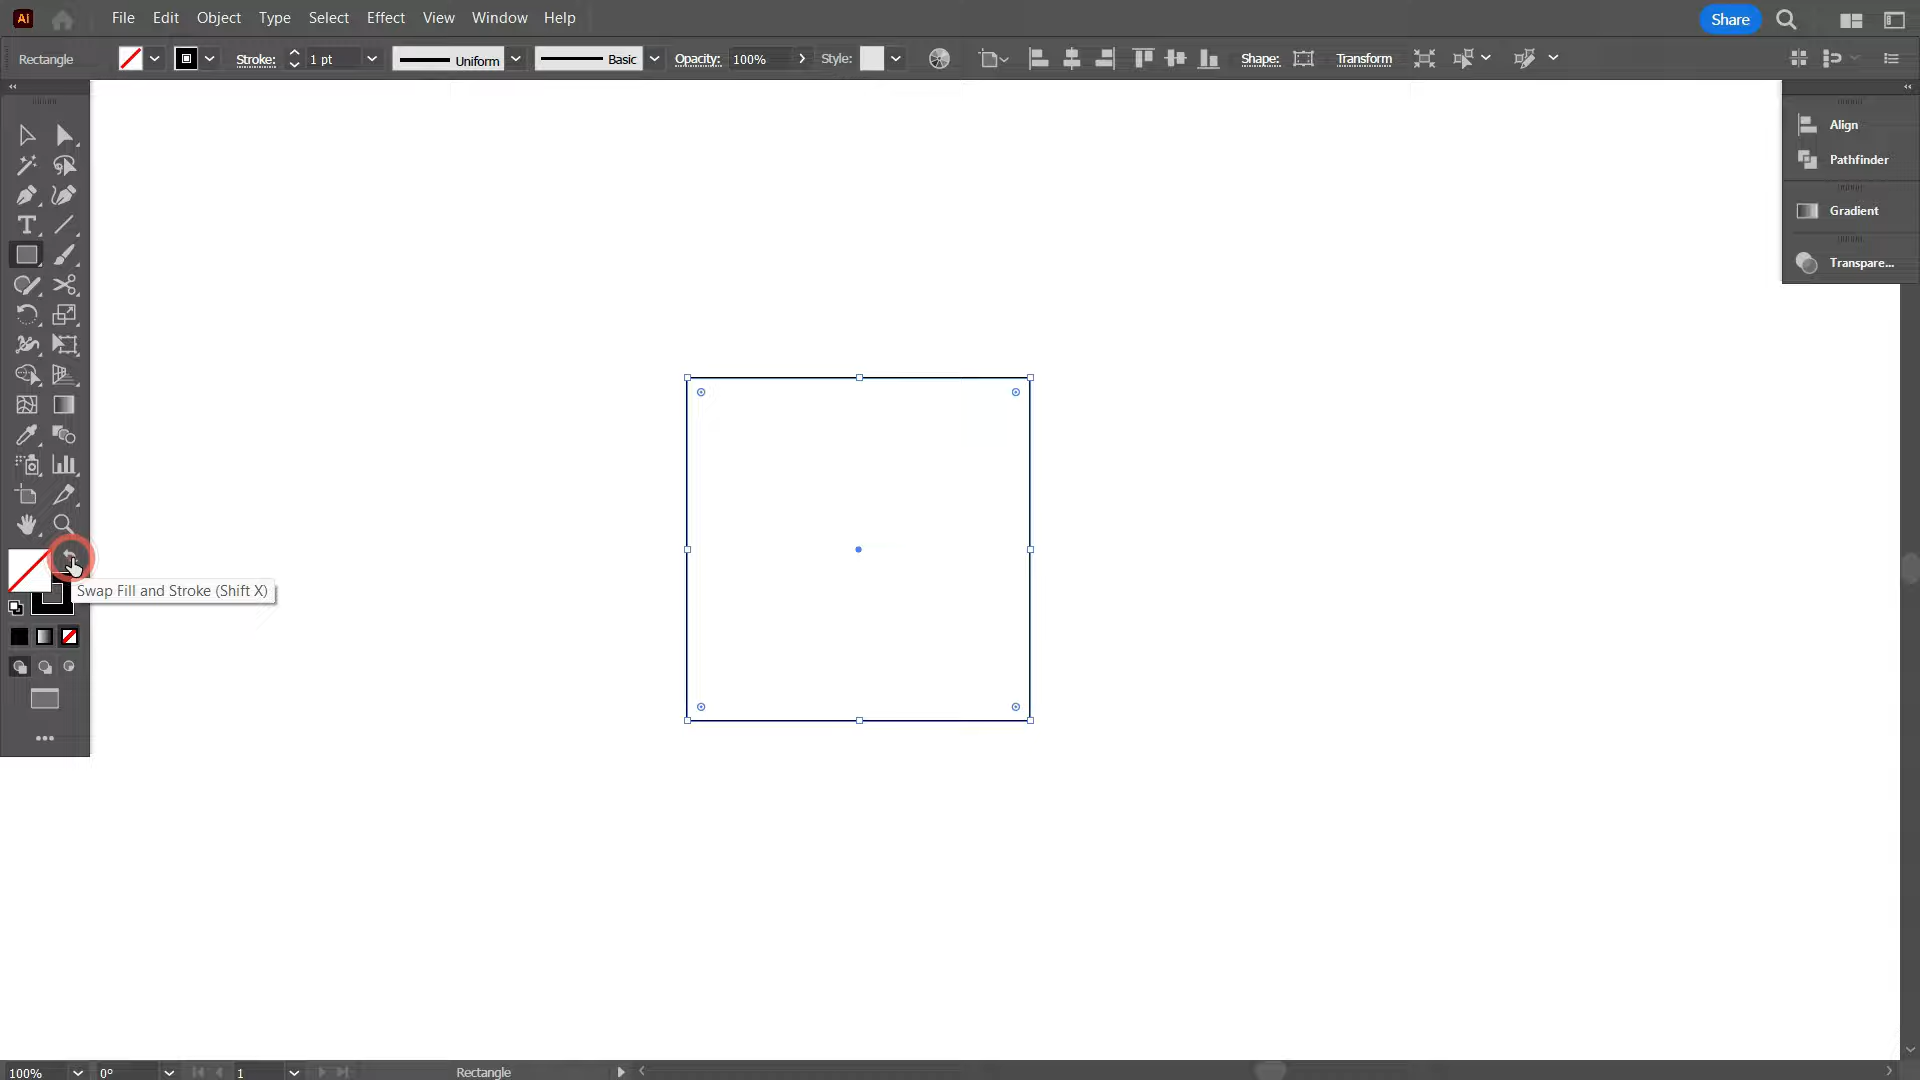 Ai File Edit Object Type Select Effect View Window Help Share
Rectangle Stroke: 1 pt Uniform Basic Opacity: 100% Style: Shape: Transform
Align
Pathfinder
Gradient
Transpare...
T
Swap Fill and Stroke (Shift X)
100% 0° 1 Rectangle